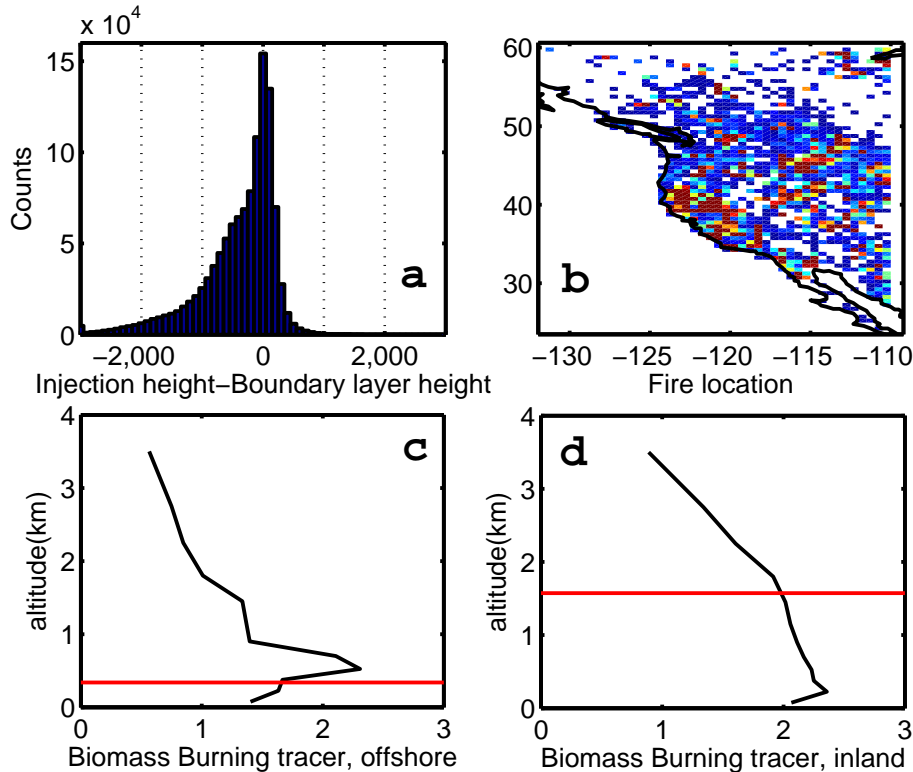 x 10^4
15
10
5
0
Counts
−2,000 0 2,000
Injection height−Boundary layer height
a
60
50
40
30
−130 −125 −120 −115 −110
Fire location
b
4
3
2
1
0
altitude(km)
0 1 2 3
Biomass Burning tracer, offshore
c
4
3
2
1
0
altitude(km)
0 1 2 3
Biomass Burning tracer, inland
d